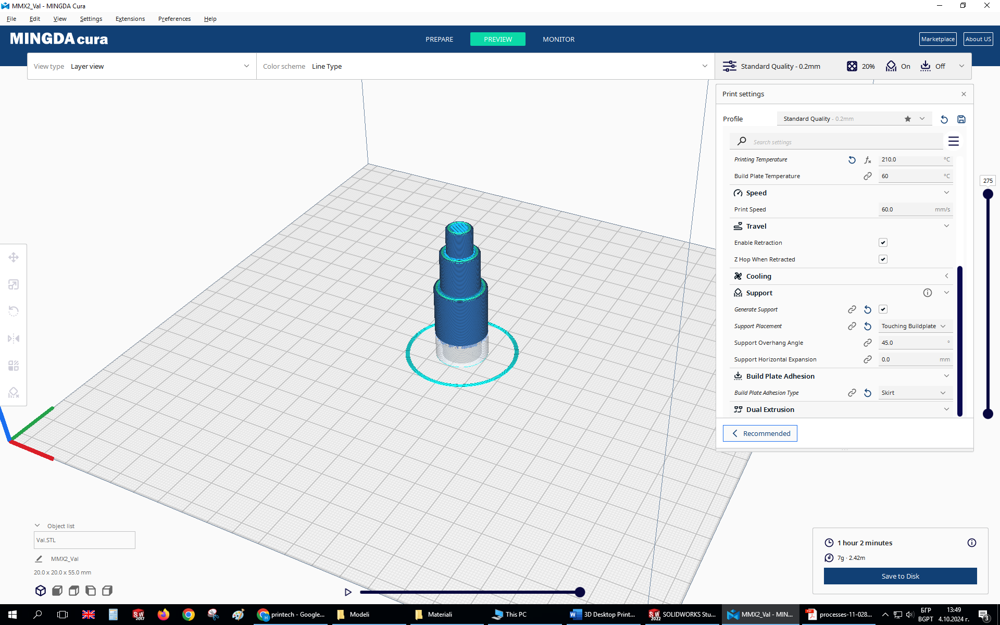 MMX2_Val - MINGDA Cura
File Edit View Settings Extensions Preferences Help
MINGDA cura
PREPARE PREVIEW MONITOR
Marketplace About US
View type Layer view
Color scheme Line Type
Standard Quality - 0.2mm 20% On Off
Print settings
Profile Standard Quality - 0.2mm
Search settings
Printing Temperature 210.0 °C
Build Plate Temperature 60 °C
Speed
Print Speed 60.0 mm/s
Travel
Enable Retraction
Z Hop When Retracted
Cooling
Support
Generate Support
Support Placement Touching Buildplate
Support Overhang Angle 45.0 °
Support Horizontal Expansion 0.0 mm
Build Plate Adhesion
Build Plate Adhesion Type Skirt
Dual Extrusion
Recommended
275
Object list
Val.STL
MMX2_Val
20.0 x 20.0 x 55.0 mm
1 hour 2 minutes
7g · 2.42m
Save to Disk
SW 2017
printech - Google...
Modeli
Materiali
This PC
3D Desktop Print...
SW 2022
SOLIDWORKS Stu...
MMX2_Val - MIN...
processes-11-028...
БГР
BGPT
13:49
4.10.2024 г.
3